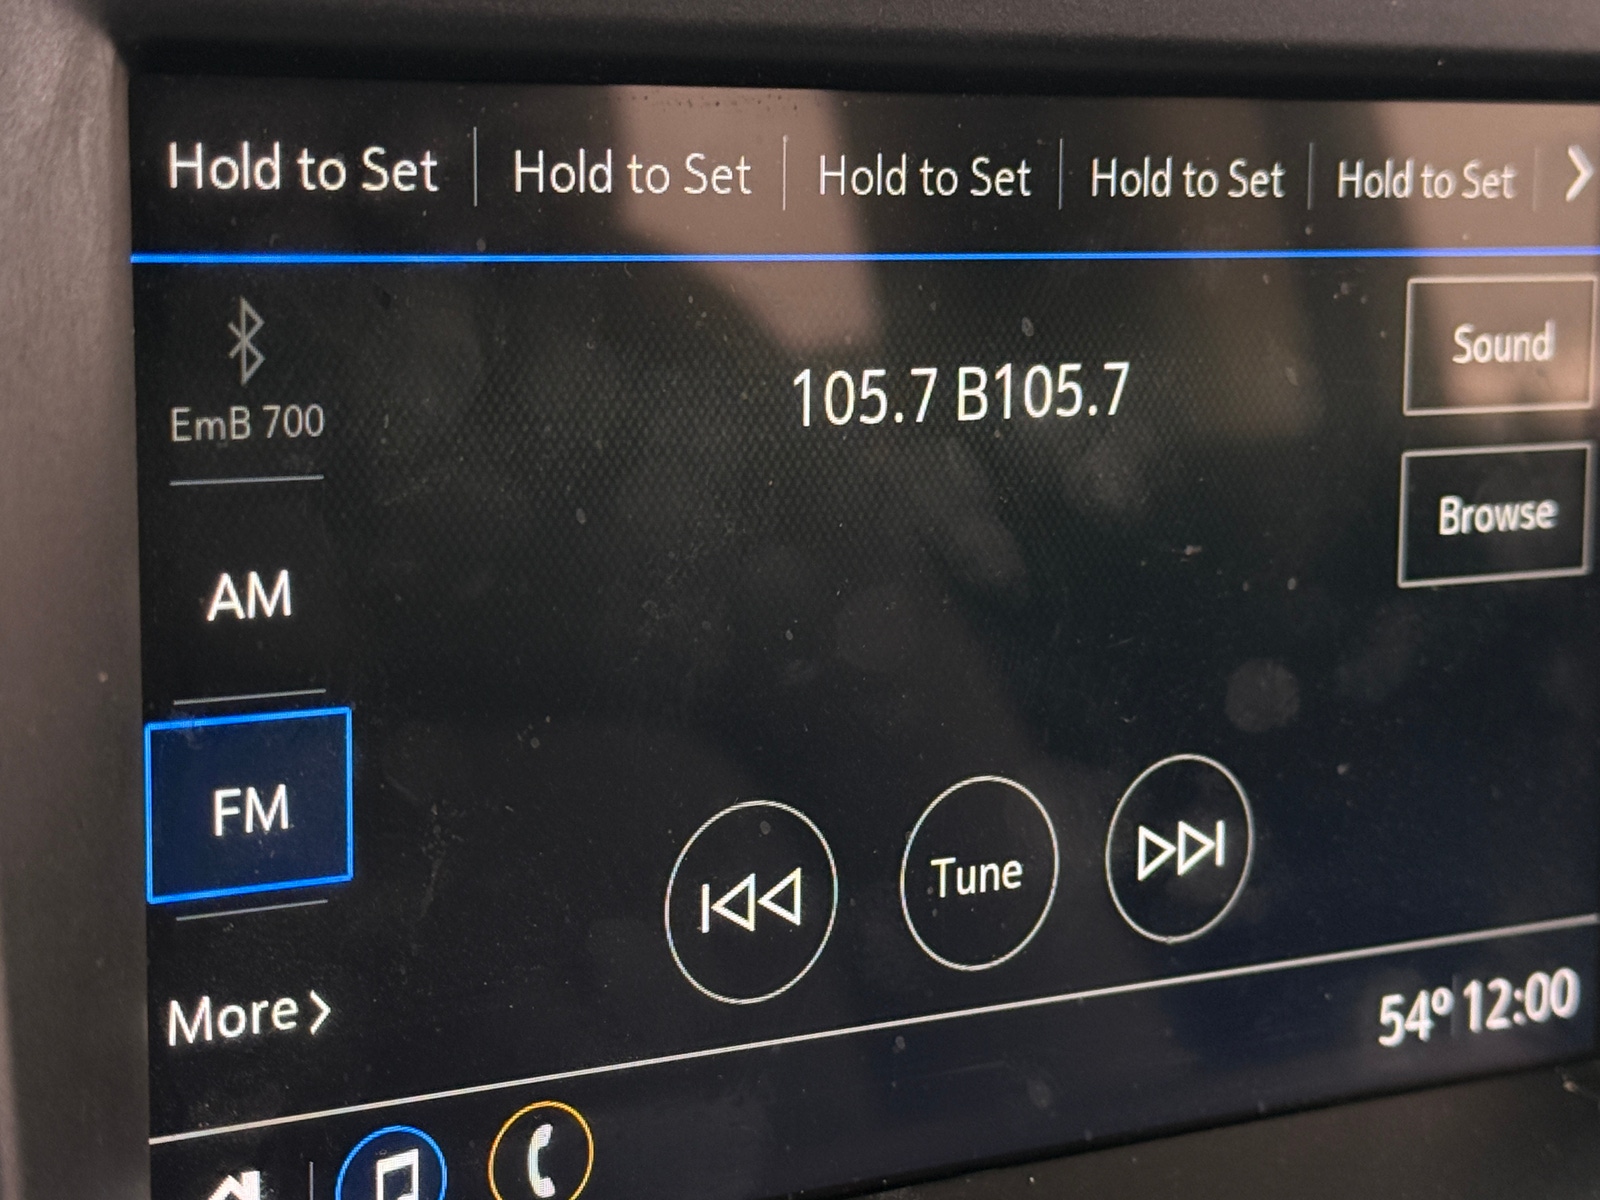 Hold to Set Hold to Set Hold to Set Hold to Set Hold to Set
EmB 700
105.7 B105.7
Sound
Browse
AM
FM
Tune
More
54° 12:00